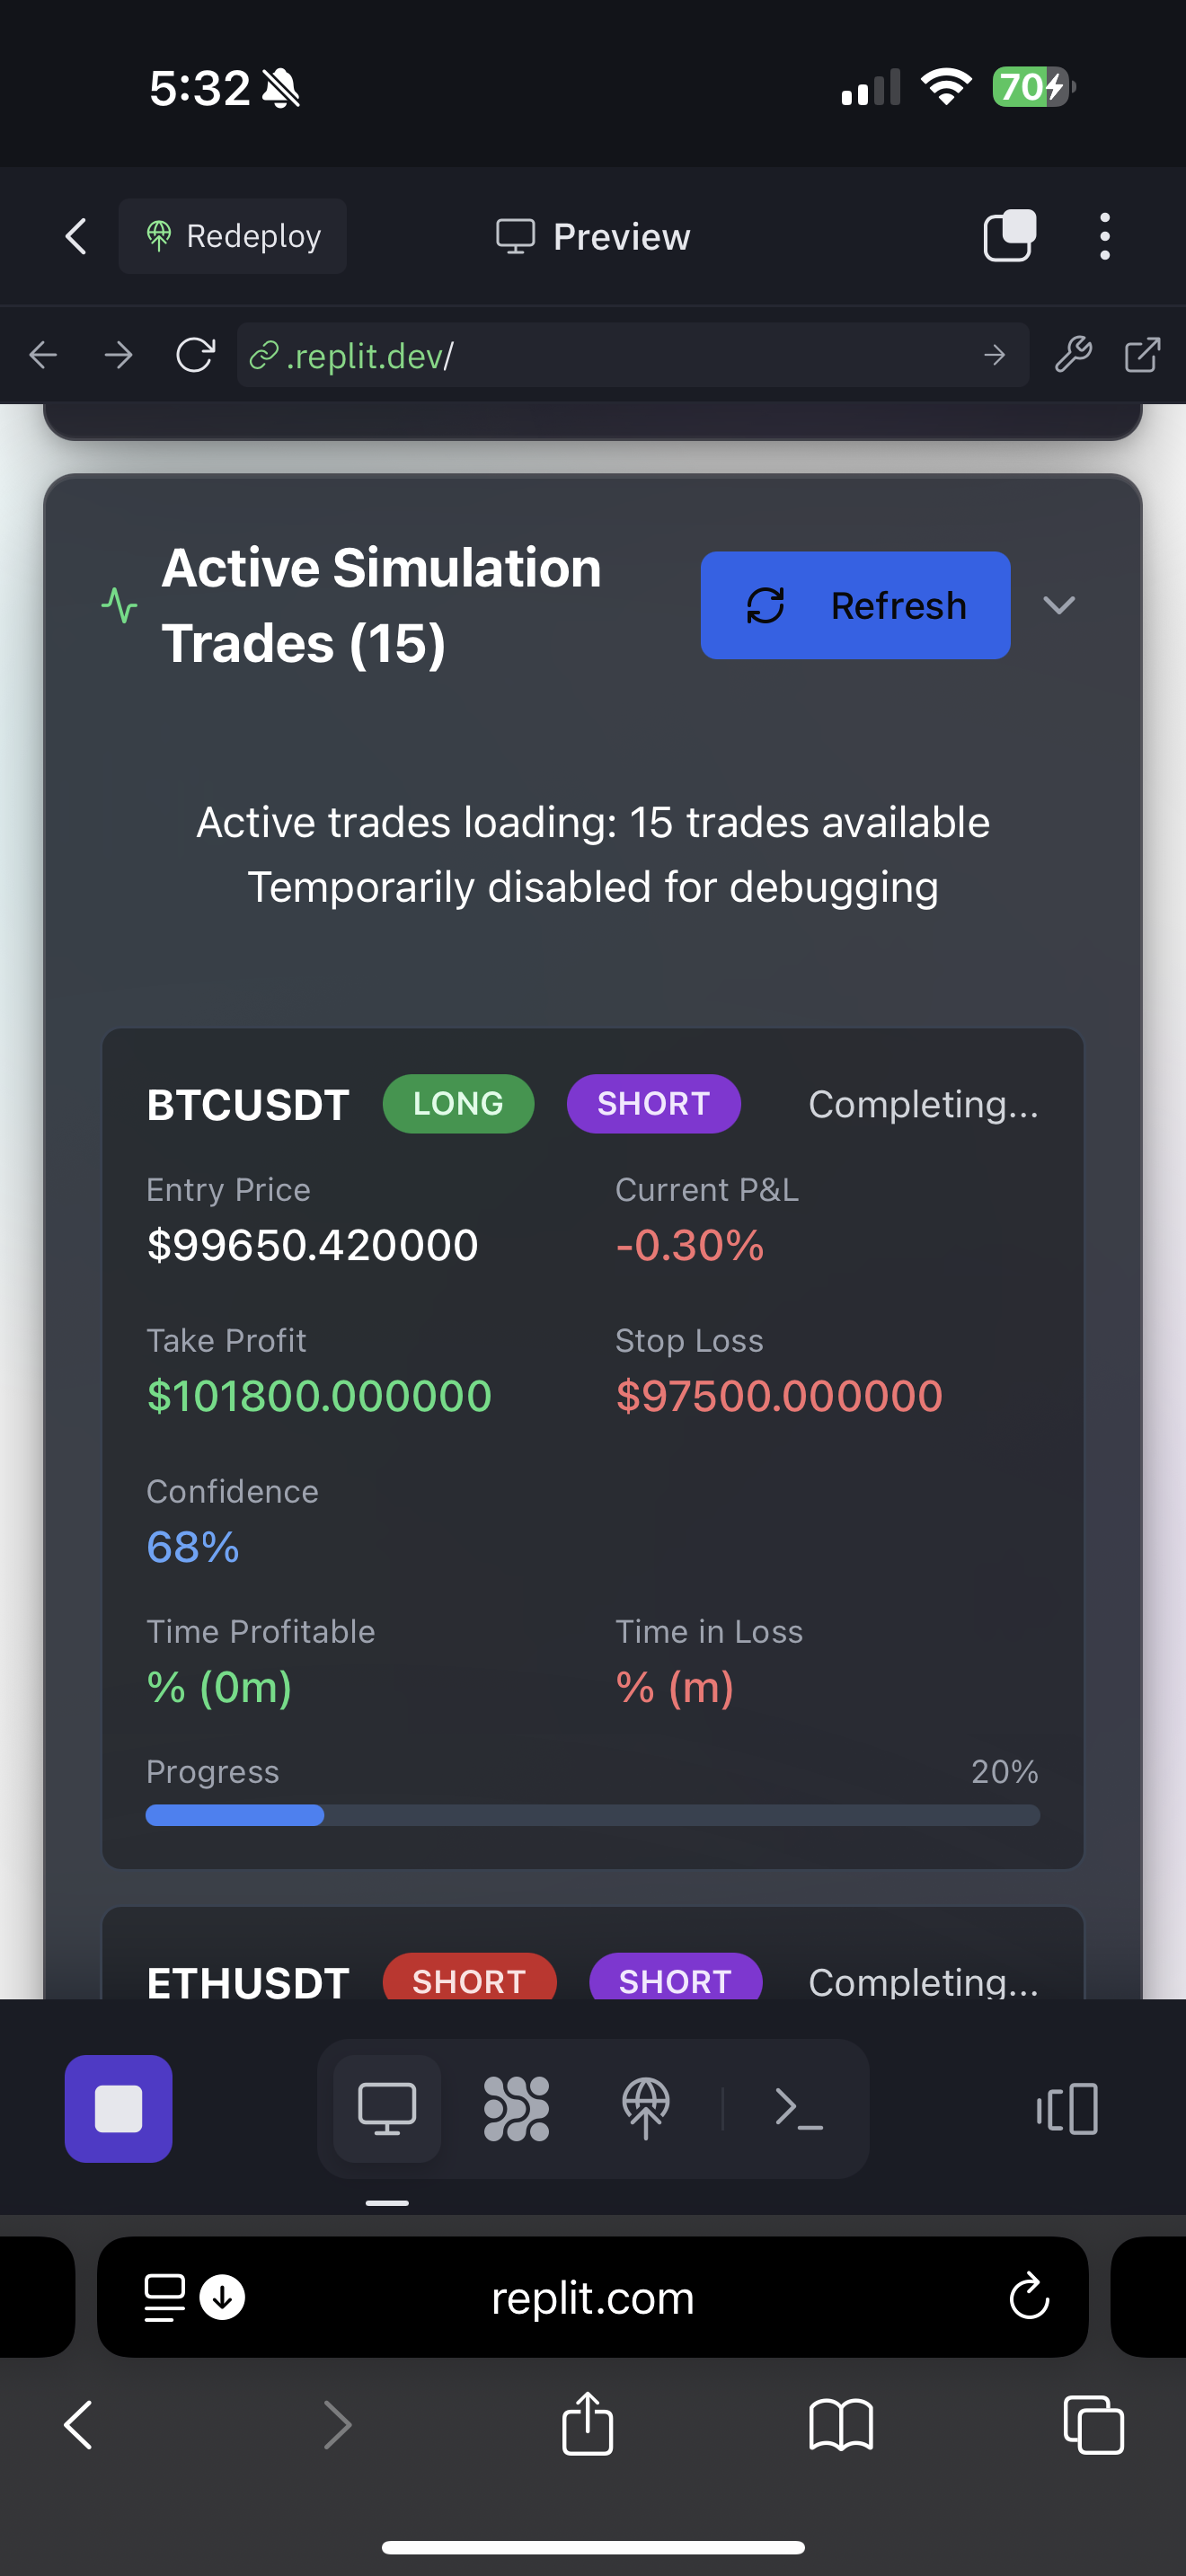 5:32
70
Redeploy
Preview
.replit.dev/
Active Simulation
Trades (15)
Refresh
Active trades loading: 15 trades available
Temporarily disabled for debugging
BTCUSDT LONG SHORT Completing...
Entry Price Current P&L
$99650.420000 -0.30%
Take Profit Stop Loss
$101800.000000 $97500.000000
Confidence
68%
Time Profitable Time in Loss
% (0m) % (m)
Progress 20%
ETHUSDT SHORT SHORT Completing...
replit.com